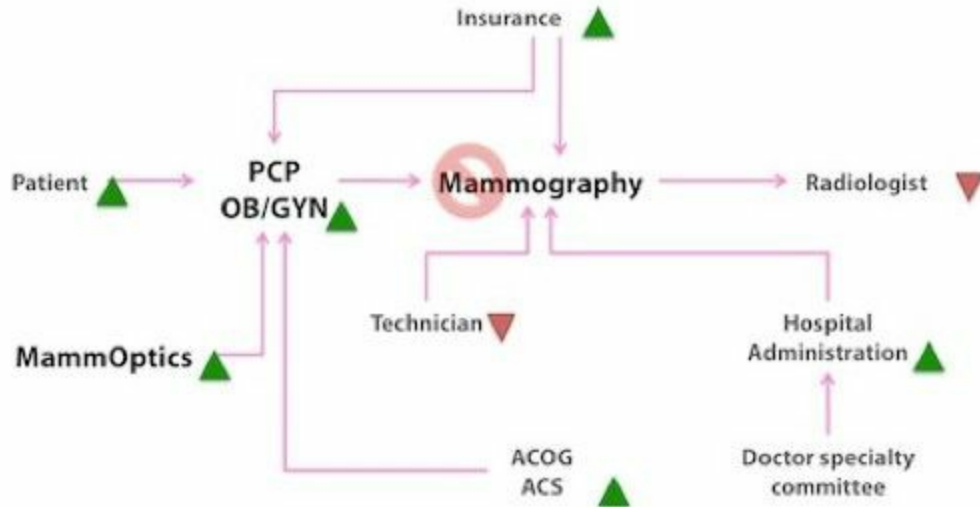 Insurance
Patient
PCP
OB/GYN
Mammography
Radiologist
Technician
Hospital
Administration
MammOptics
ACOG
ACS
Doctor specialty
committee